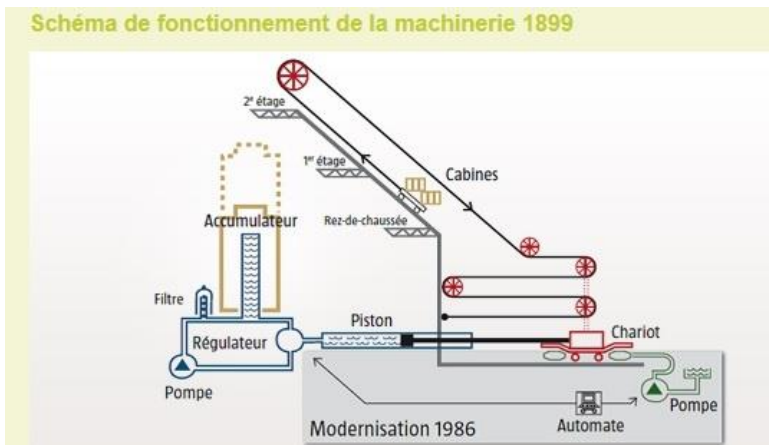 Schéma de fonctionnement de la machinerie 1899
2e étage
1er étage
Cabines
Accumulateur
Rez-de-chaussée
Filtre
Piston
Régulateur
Chariot
Pompe
Pompe
Modernisation 1986
Automate